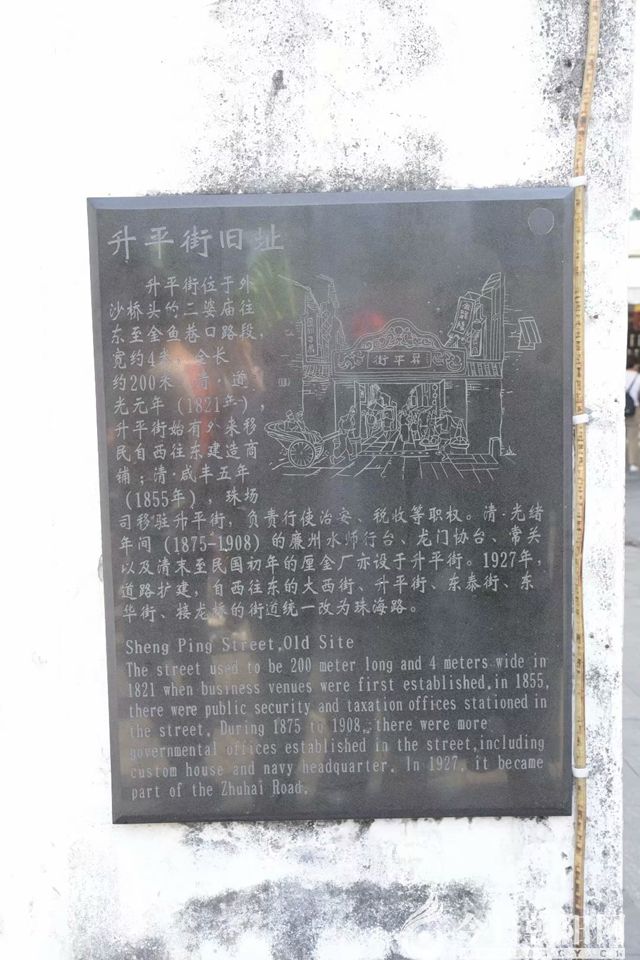 升平街旧址
升平街位于外
沙桥头的二婆庙往
东至金鱼巷口路段，
宽约4米，全长
约200米。清·道
光元年（1821年），
升平街始有外来移
民自西往东建造商
铺；清·咸丰五年
（1855年），珠场
司移驻升平街，负责行使治安、税收等职权。清·光绪
年间（1875-1908）的廉州水师行台、龙门协台、常关
以及清末至民国初年的厘金厂亦设于升平街。1927年，
道路扩建，自西往东的大西街、升平街、东泰街、东
华街、接龙桥的街道统一改为珠海路。
街平昇
Sheng Ping Street,Old Site
The street used to be 200 meter long and 4 meters wide in
1821 when business venues were first established,in 1855,
there were public security and taxation offices stationed in
the street. During 1875 to 1908, there were more
governmental offices established in the street,including
custom house and navy headquarter. In 1927, it became
part of the Zhuhai Road.